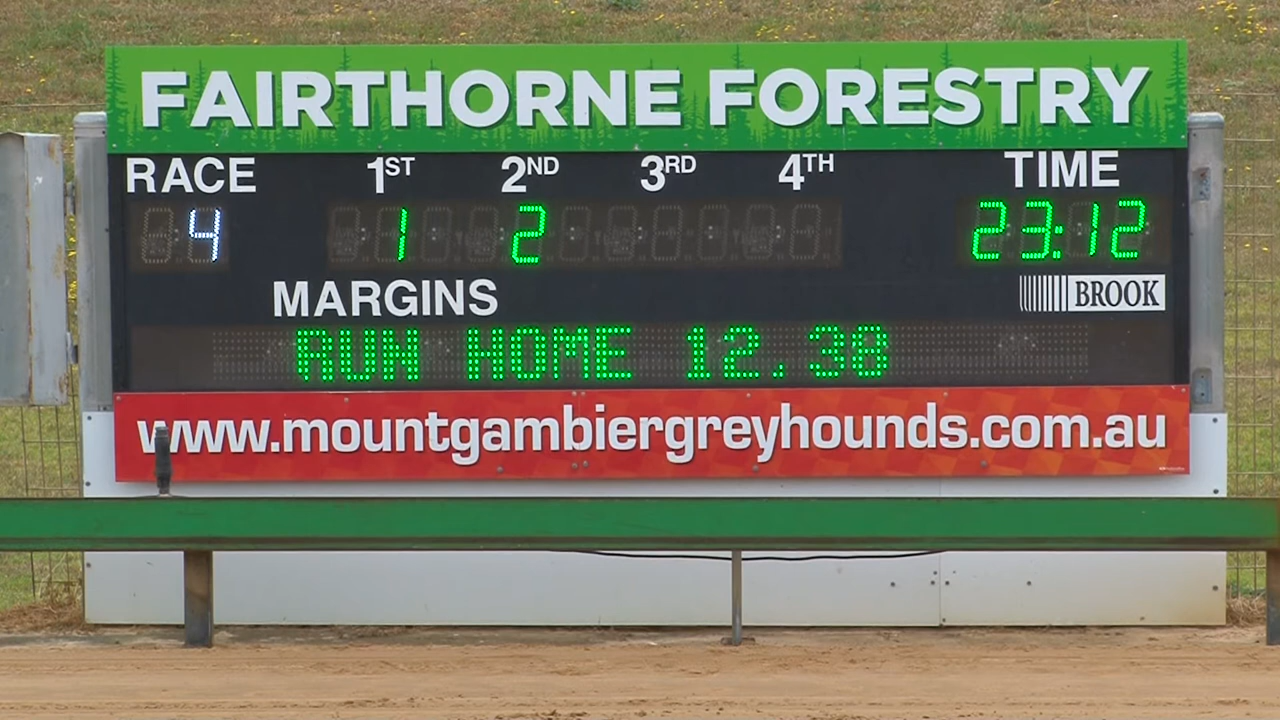 FAIRTHORNE FORESTRY
RACE 1ST 2ND 3RD 4TH TIME
4 1 2 23:12
MARGINS BROOK
RUN HOME 12.38
www.mountgambiergreyhounds.com.au